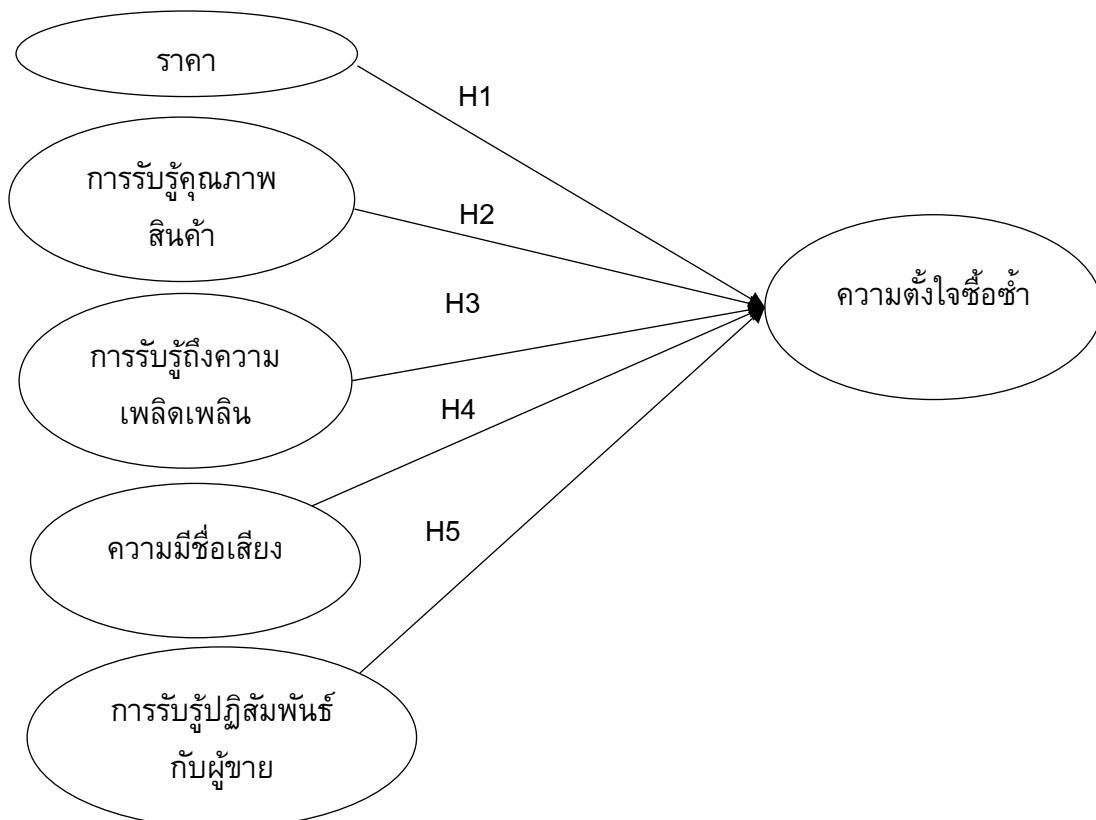 ราคา
H1
การรับรู้คุณภาพ
สินค้า
H2
ความตั้งใจซื้อซ้ำ
H3
การรับรู้ถึงความ
เพลิดเพลิน
H4
ความมีชื่อเสียง
H5
การรับรู้ปฏิสัมพันธ์
กับผู้ขาย